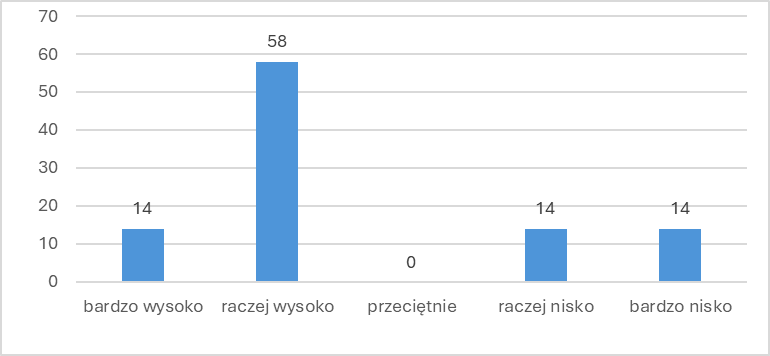 70
60
50
40
30
20
10
0
14
58
0
14
14
bardzo wysoko
raczej wysoko
przeciętnie
raczej nisko
bardzo nisko